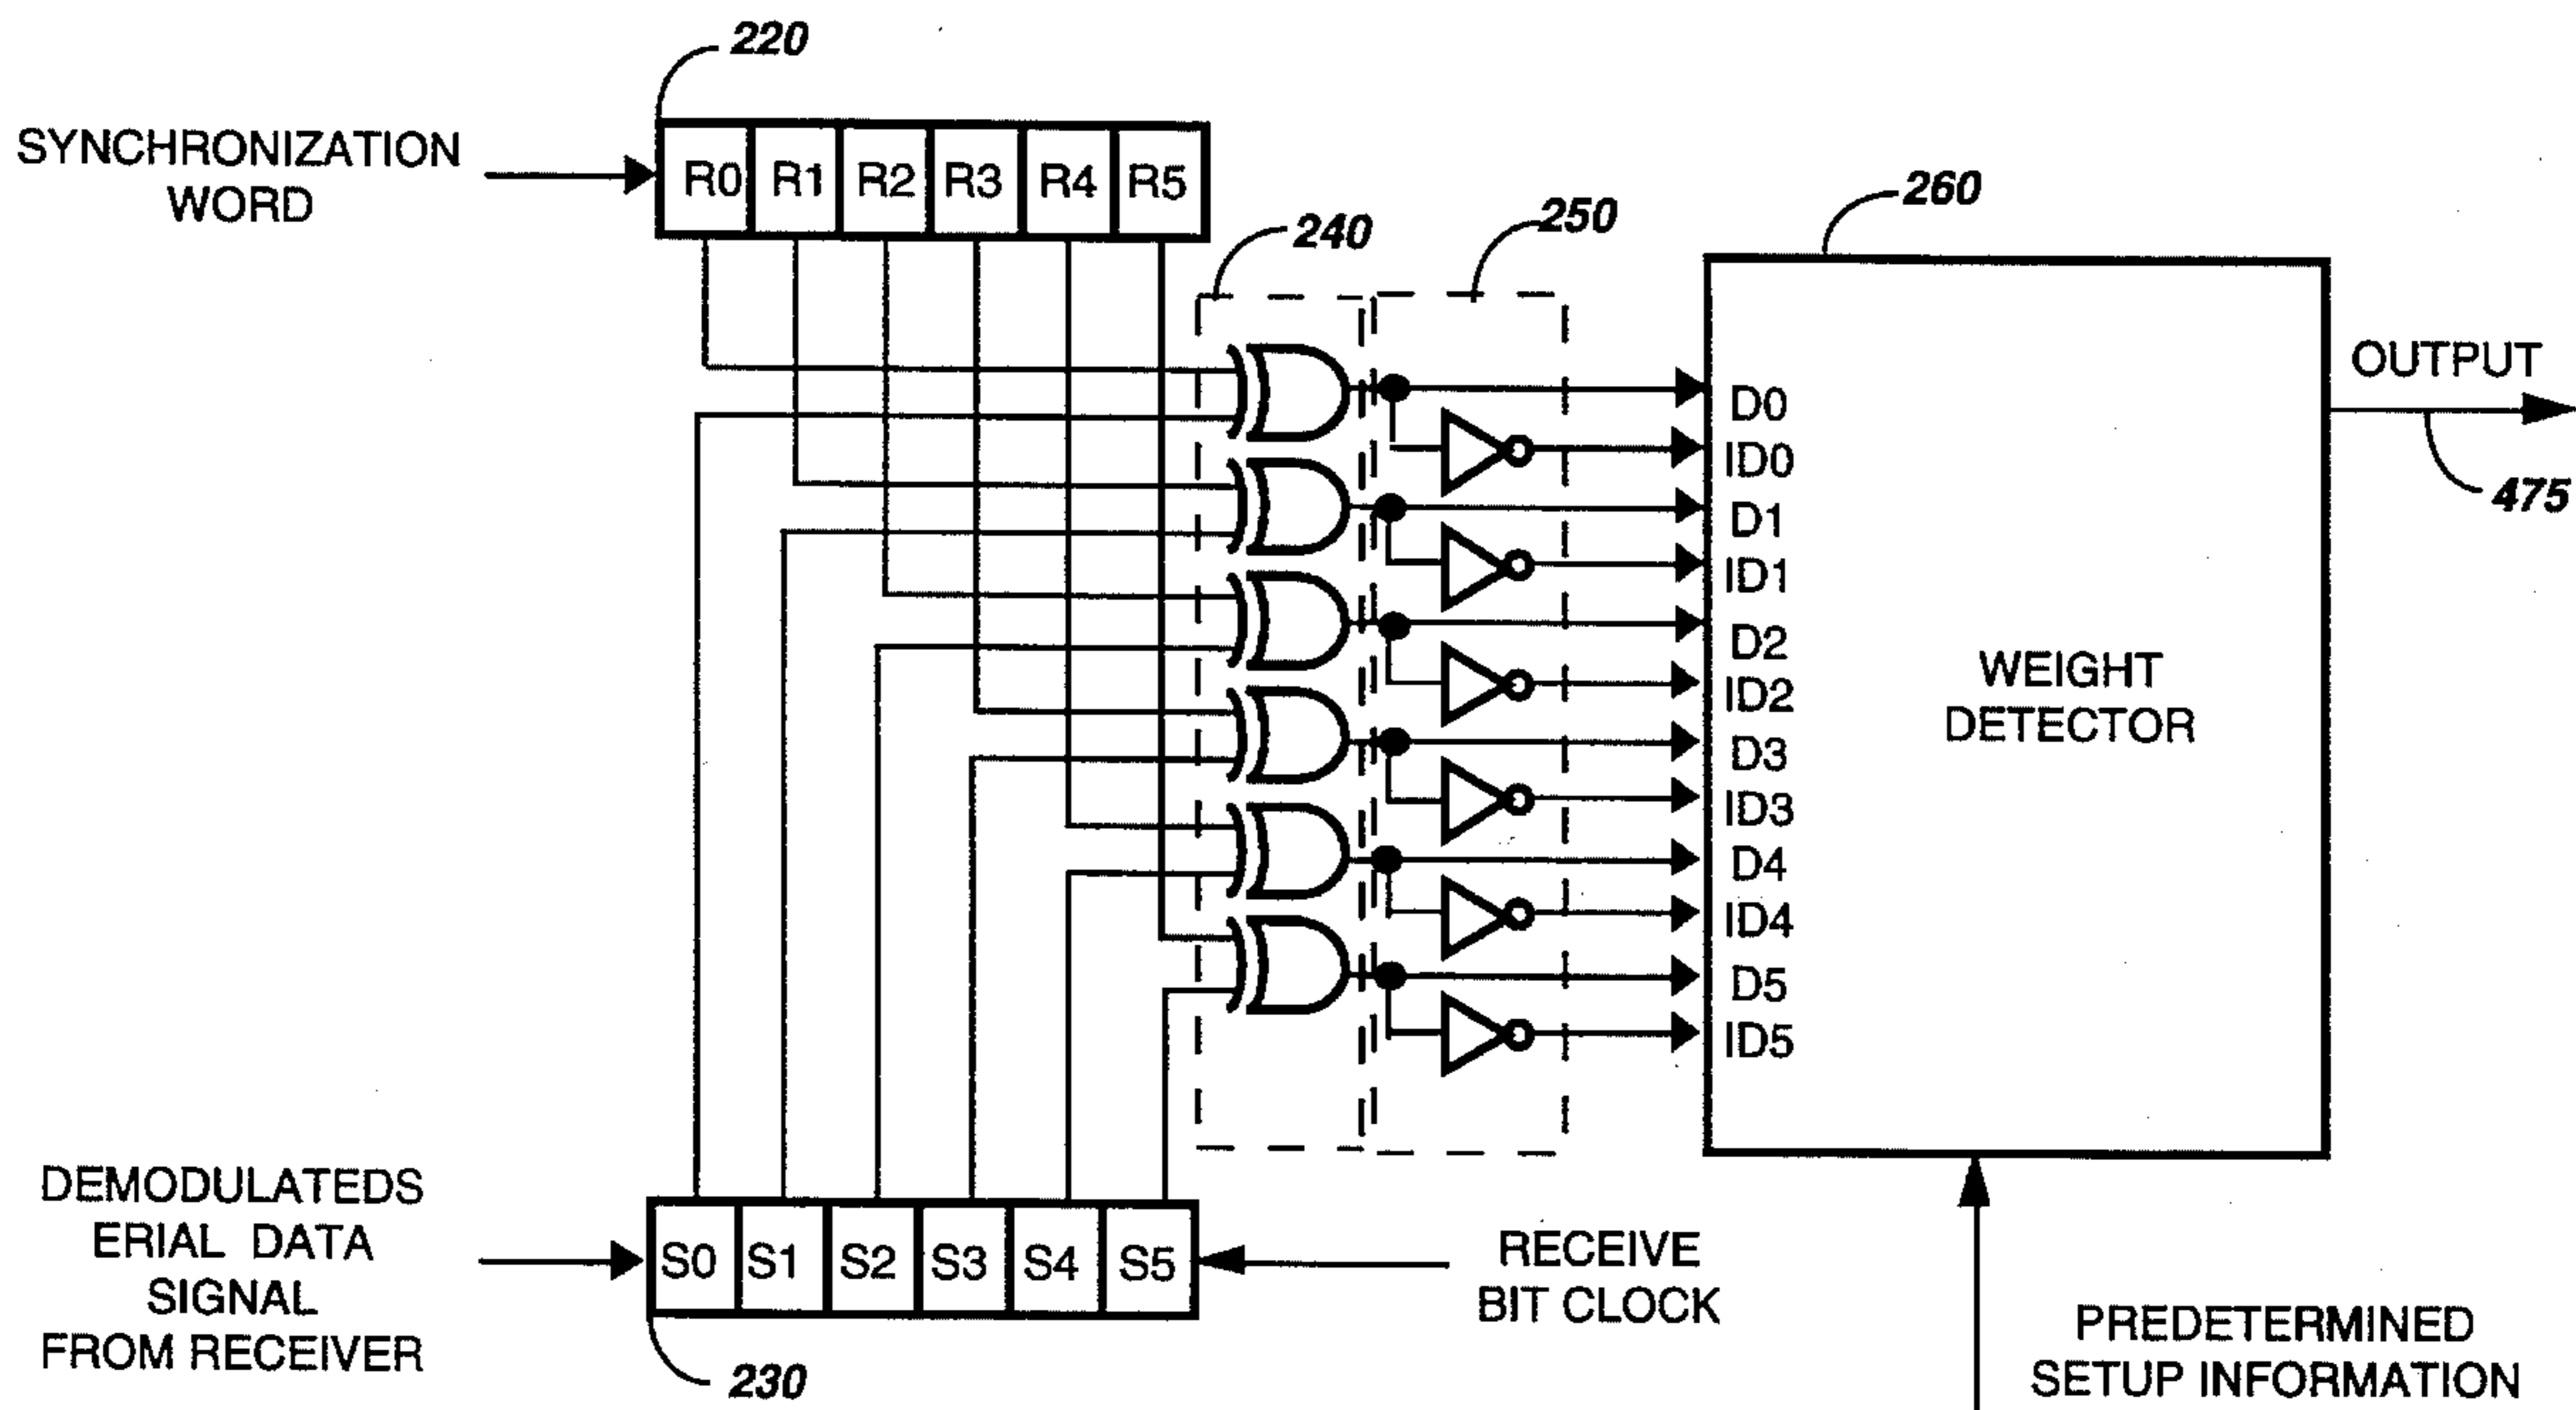 220
SYNCHRONIZATION
WORD
R0 R1 R2 R3 R4 R5
240
250
260
D0
ID0
D1
ID1
D2
ID2
D3
ID3
D4
ID4
D5
ID5
WEIGHT
DETECTOR
OUTPUT
475
DEMODULATEDS
ERIAL DATA
SIGNAL
FROM RECEIVER
S0 S1 S2 S3 S4 S5
230
RECEIVE
BIT CLOCK
PREDETERMINED
SETUP INFORMATION